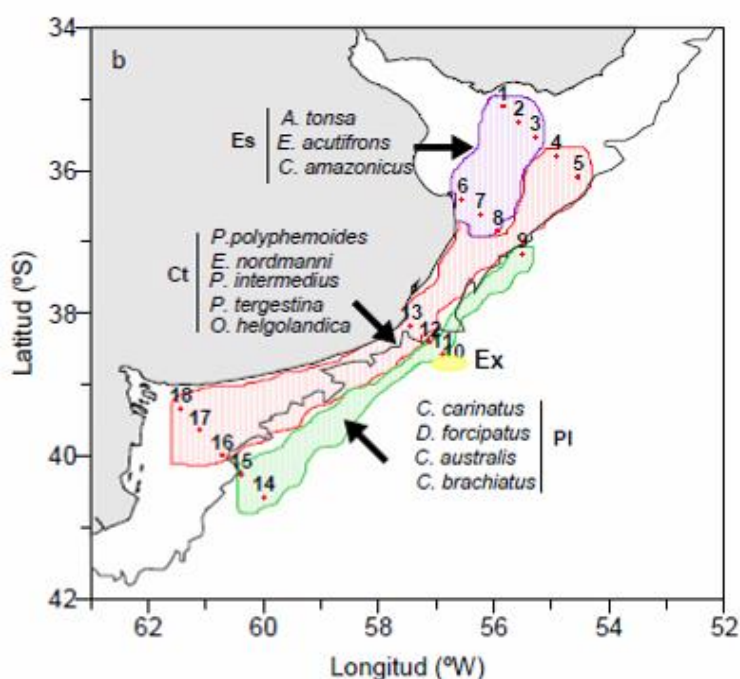 34
b
1
2
3
4
5
6
7
8
9
Es
A. tonsa
E. acutifrons
C. amazonicus
36
Ct
P.polyphemoides
E. nordmanni
P. intermedius
P. tergestina
O. helgolandica
38
13
12
11
10
Ex
18
17
16
15
14
C. carinatus
D. forcipatus
C. australis
C. brachiatus
Pl
40
42
62 60 58 56 54 52
Latitud (ºS)
Longitud (ºW)